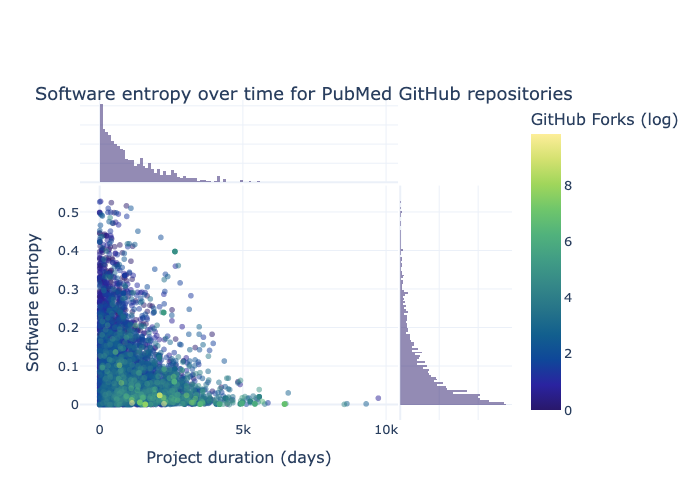 Software entropy over time for PubMed GitHub repositories
GitHub Forks (log)
8
6
4
2
0
Software entropy
0.5
0.4
0.3
0.2
0.1
0
0
5k
10k
Project duration (days)